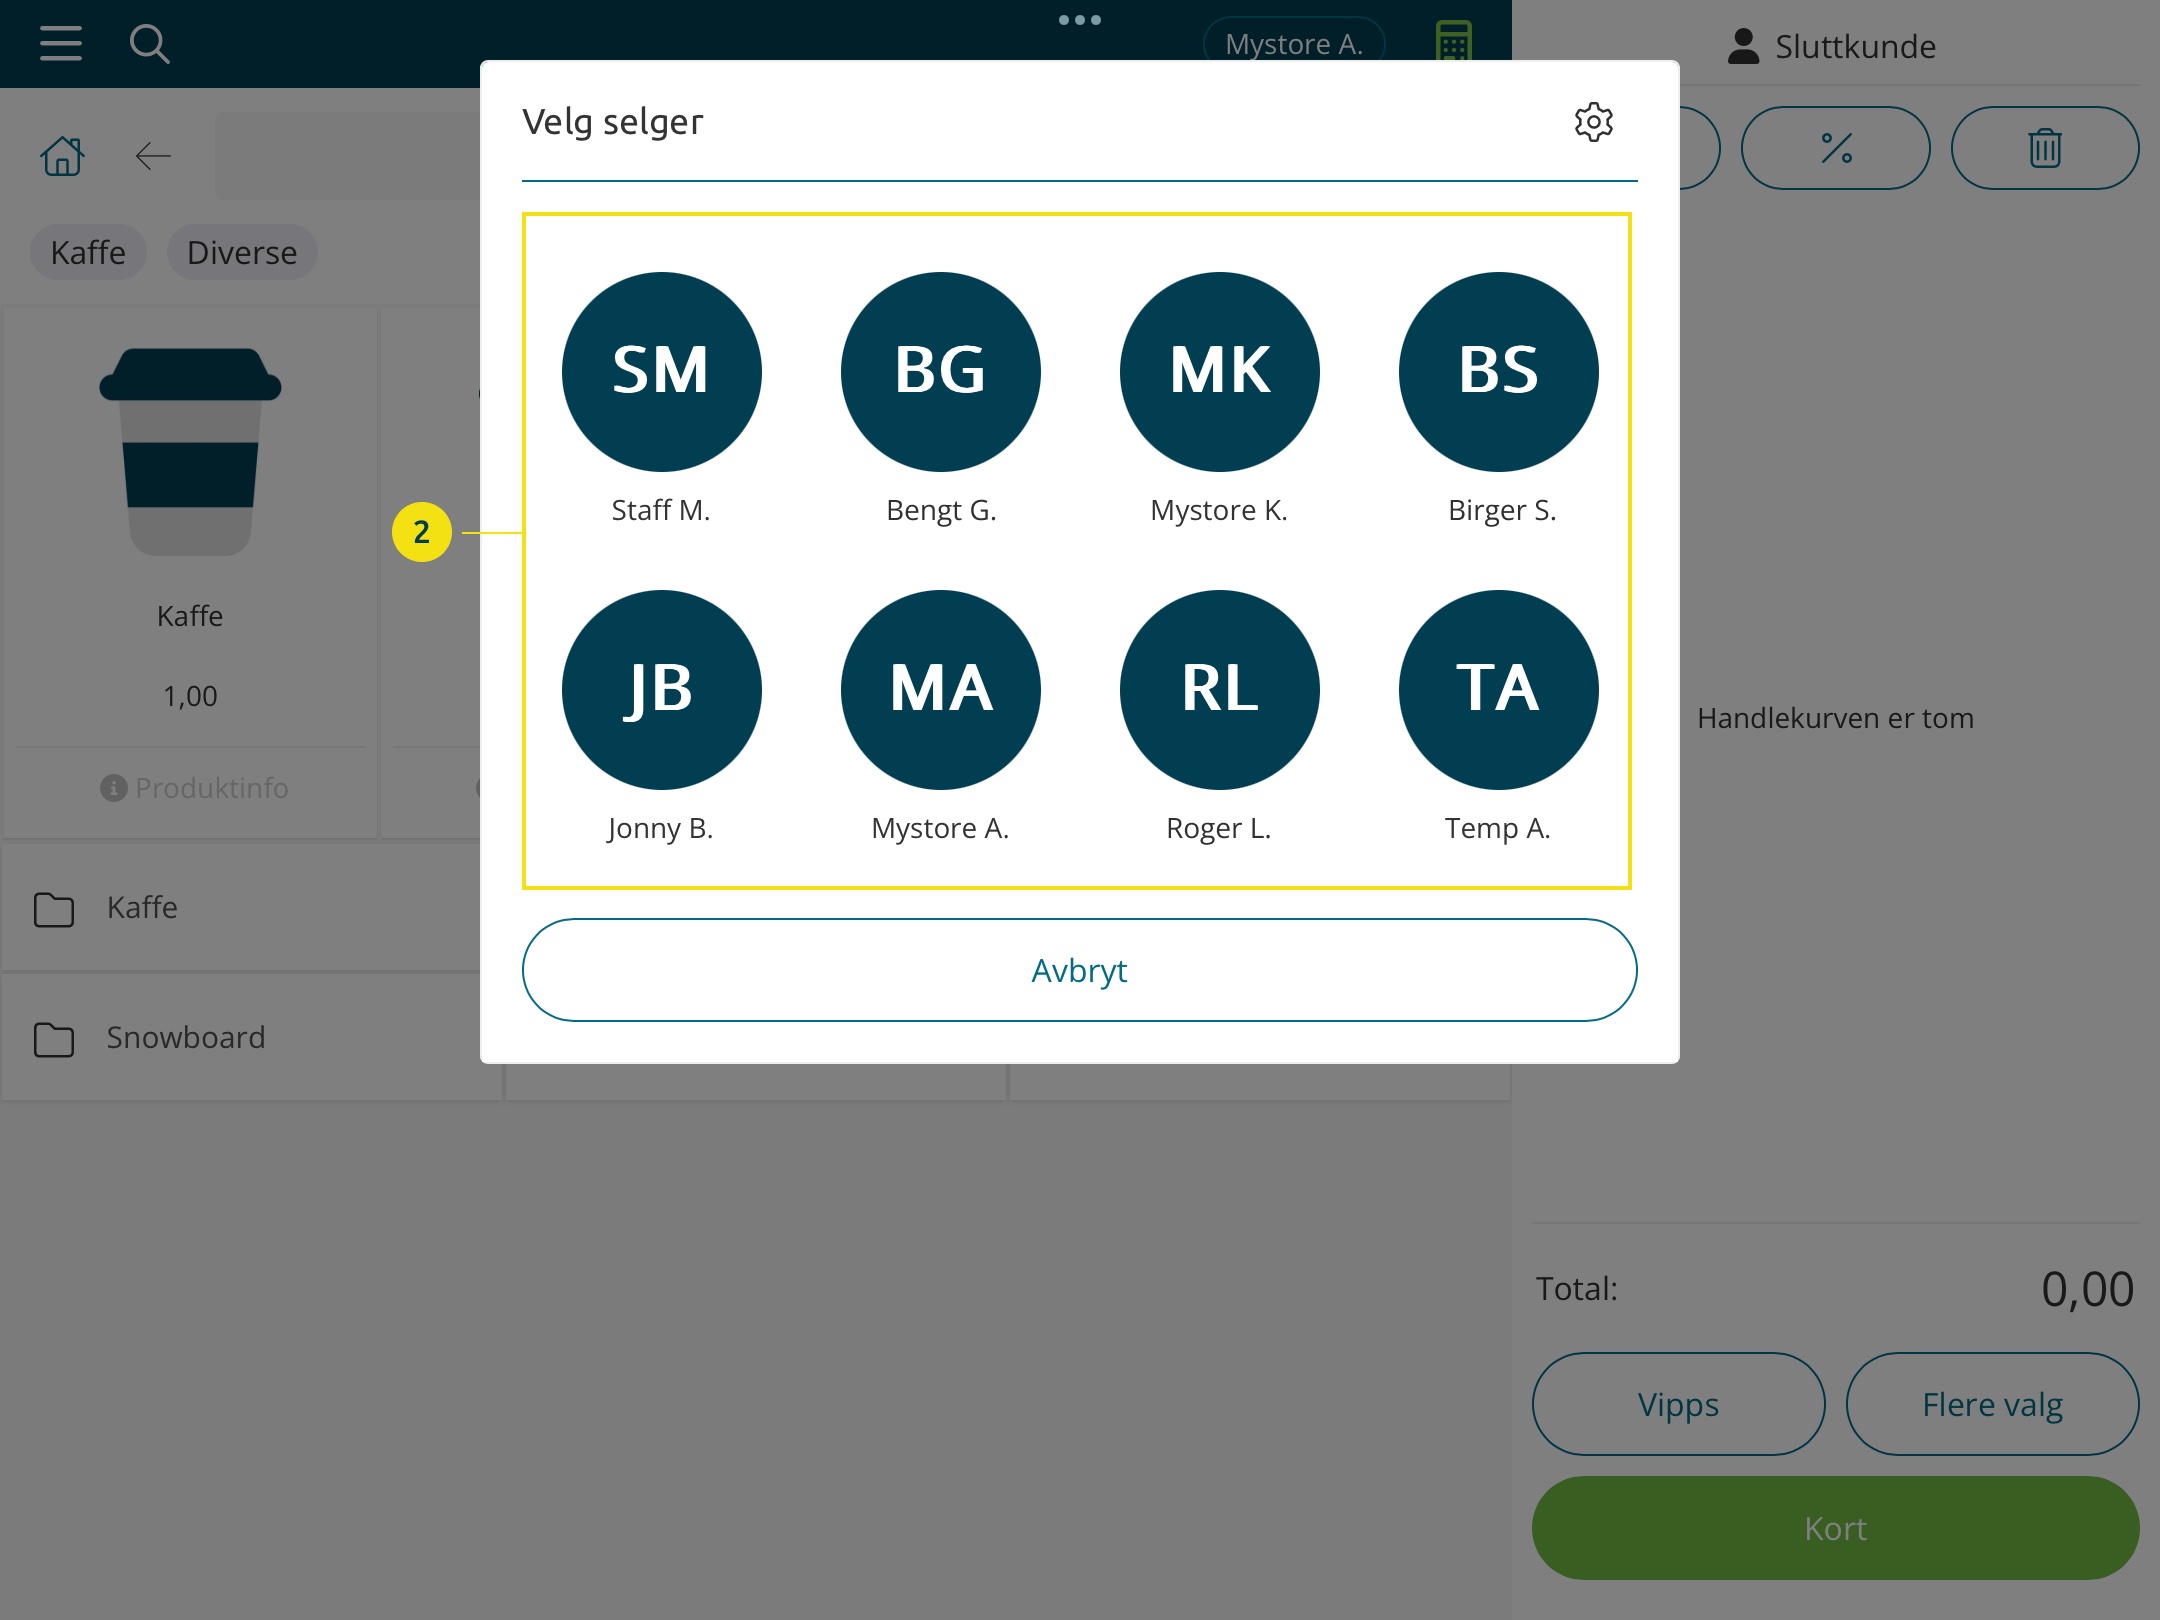 Mystore A.
Sluttkunde
Velg selger
Kaffe
Diverse
SM
BG
MK
BS
Staff M.
Bengt G.
Mystore K.
Birger S.
2
JB
MA
RL
TA
Jonny B.
Mystore A.
Roger L.
Temp A.
Kaffe
1,00
Produktinfo
Handlekurven er tom
Kaffe
Snowboard
Avbryt
Total:
0,00
Vipps
Flere valg
Kort